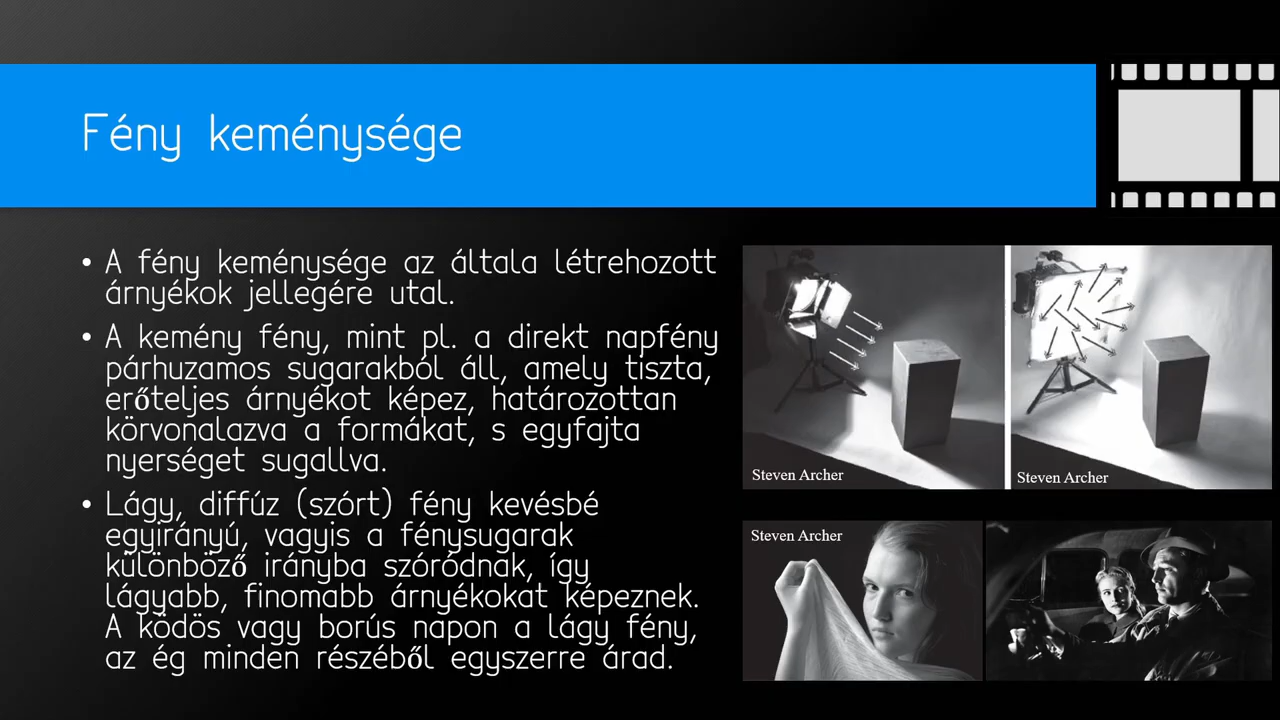 Fény keménysége
• A fény keménysége az általa létrehozott
árnyékok jellegére utal.
• A kemény fény, mint pl. a direkt napfény
párhuzamos sugarakból áll, amely tiszta,
erőteljes árnyékot képez, határozottan
körvonalazva a formákat, s egyfajta
nyerséget sugallva.
• Lágy, diffúz (szórt) fény kevésbé
egyirányú, vagyis a fénysugarak
különböző irányba szóródnak, így
lágyabb, finomabb árnyékokat képeznek.
A ködös vagy borús napon a lágy fény,
az ég minden részéből egyszerre árad.
Steven Archer
Steven Archer
Steven Archer